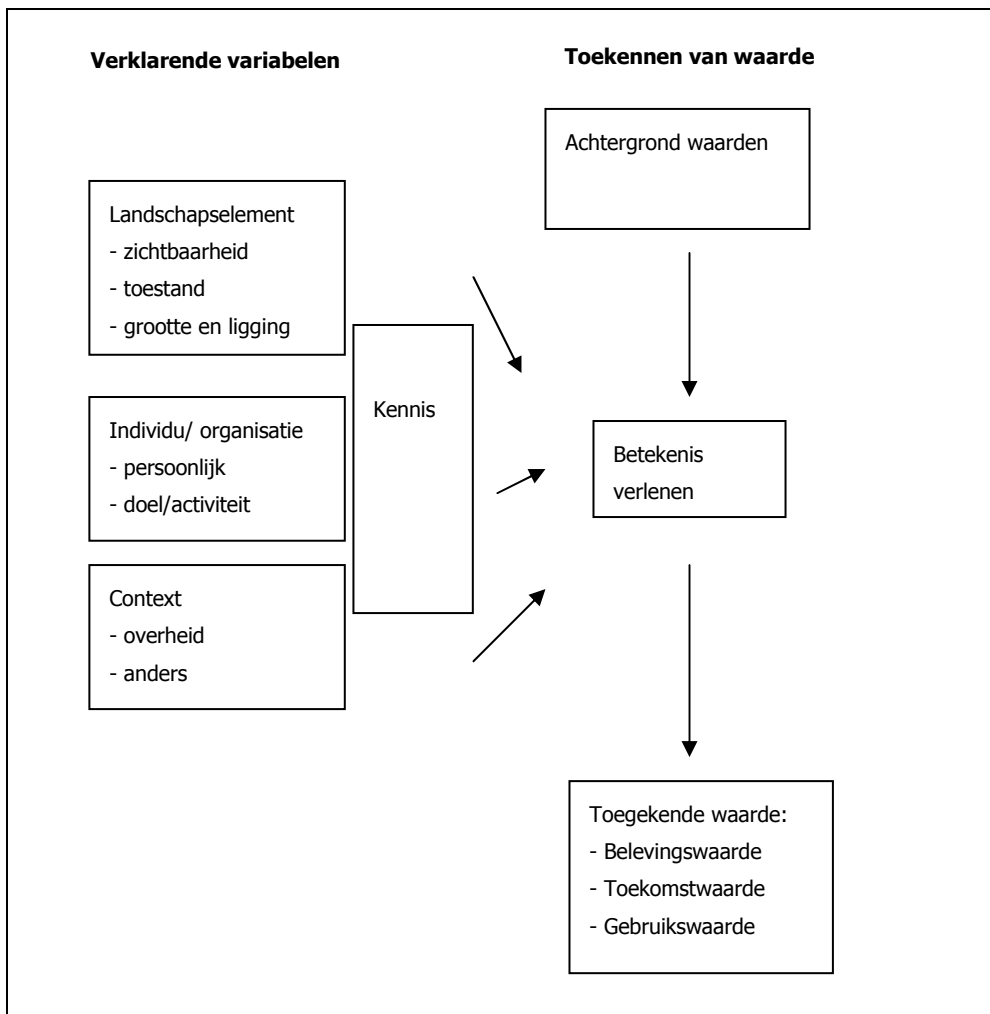 Verklarende variabelen
Landschapselement
- zichtbaarheid
- toestand
- grootte en ligging
Individu/ organisatie
- persoonlijk
- doel/activiteit
Context
- overheid
- anders
Kennis
Toekennen van waarde
Achtergrond waarden
Betekenis
verlenen
Toegekende waarde:
- Belevingswaarde
- Toekomstwaarde
- Gebruikswaarde